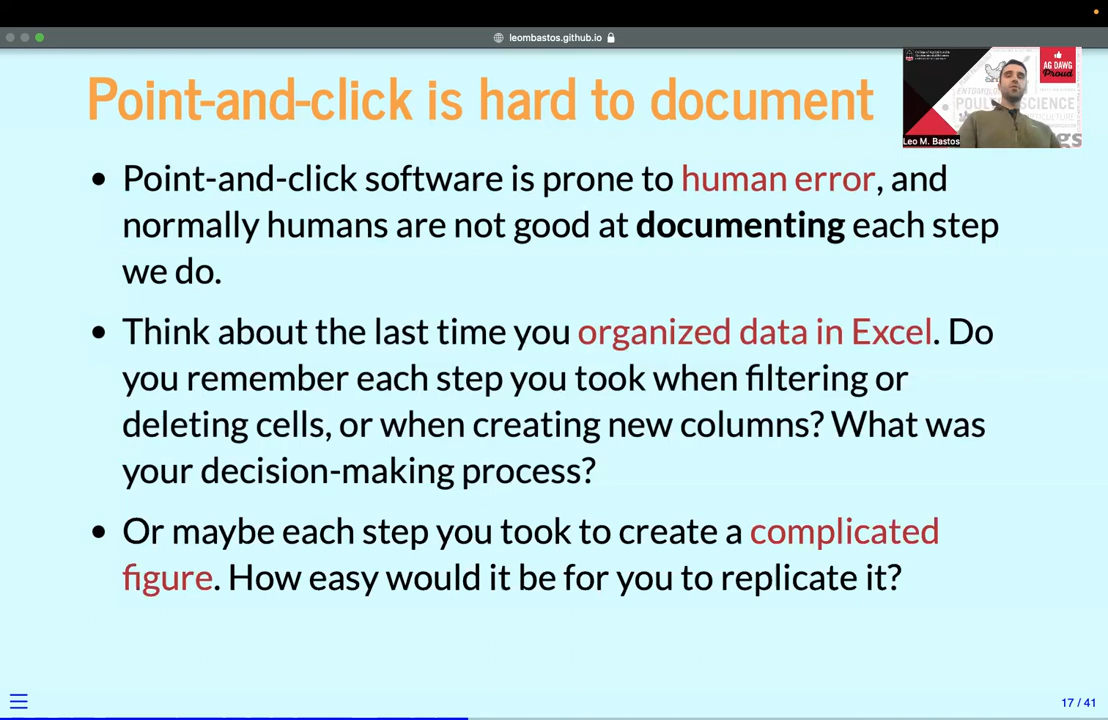 leombastos.github.io
Point-and-click is hard to document
AG DAWG
Proud
ENTOMOLOG
POUL SCIENCE
Leo M. Bastos
• Point-and-click software is prone to human error, and
normally humans are not good at documenting each step
we do.
• Think about the last time you organized data in Excel. Do
you remember each step you took when filtering or
deleting cells, or when creating new columns? What was
your decision-making process?
• Or maybe each step you took to create a complicated
figure. How easy would it be for you to replicate it?
17 / 41